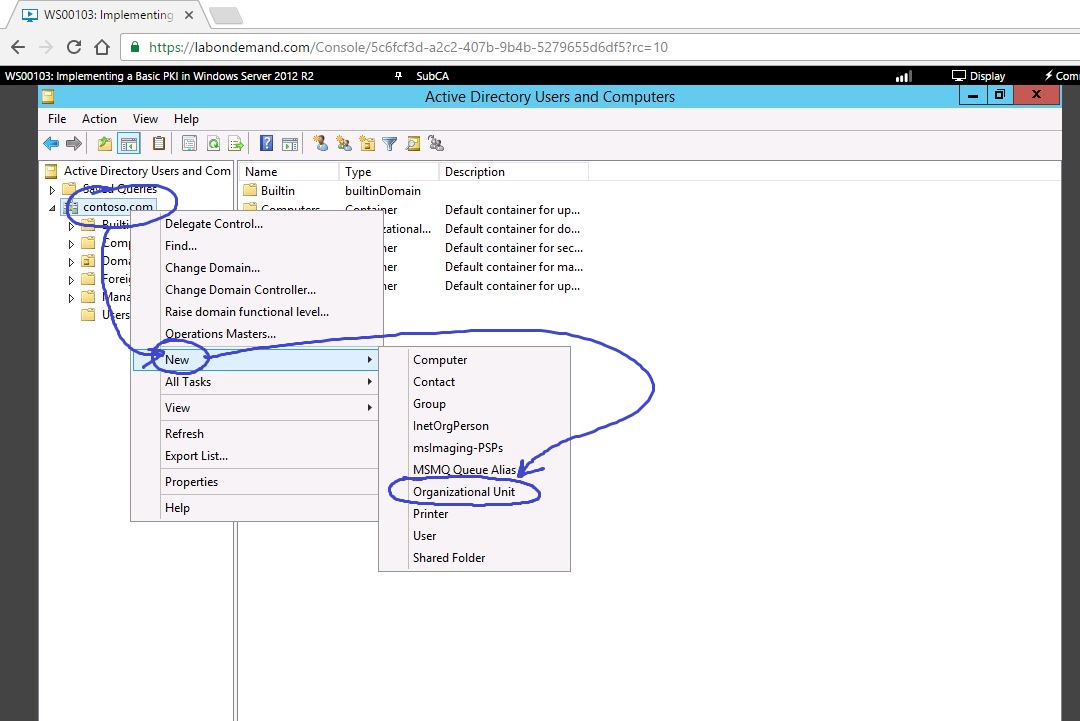 WS00103: Implementing
https://labondemand.com/Console/5c6fcf3d-a2c2-407b-9b4b-5279655d6df5?rc=10
WS00103: Implementing a Basic PKI in Windows Server 2012 R2 SubCA Display Com
Active Directory Users and Computers
File Action View Help
Active Directory Users and Com
Saved Queries
contoso.com
Builti
Comp
Doma
Foreig
Mana
Users
Name Type Description
Builtin builtinDomain
Computers Container Default container for up...
izational... Default container for do...
ner Default container for sec...
ner Default container for ma...
ner Default container for up...
Delegate Control...
Find...
Change Domain...
Change Domain Controller...
Raise domain functional level...
Operations Masters...
New
All Tasks
View
Refresh
Export List...
Properties
Help
Computer
Contact
Group
InetOrgPerson
msImaging-PSPs
MSMQ Queue Alias
Organizational Unit
Printer
User
Shared Folder